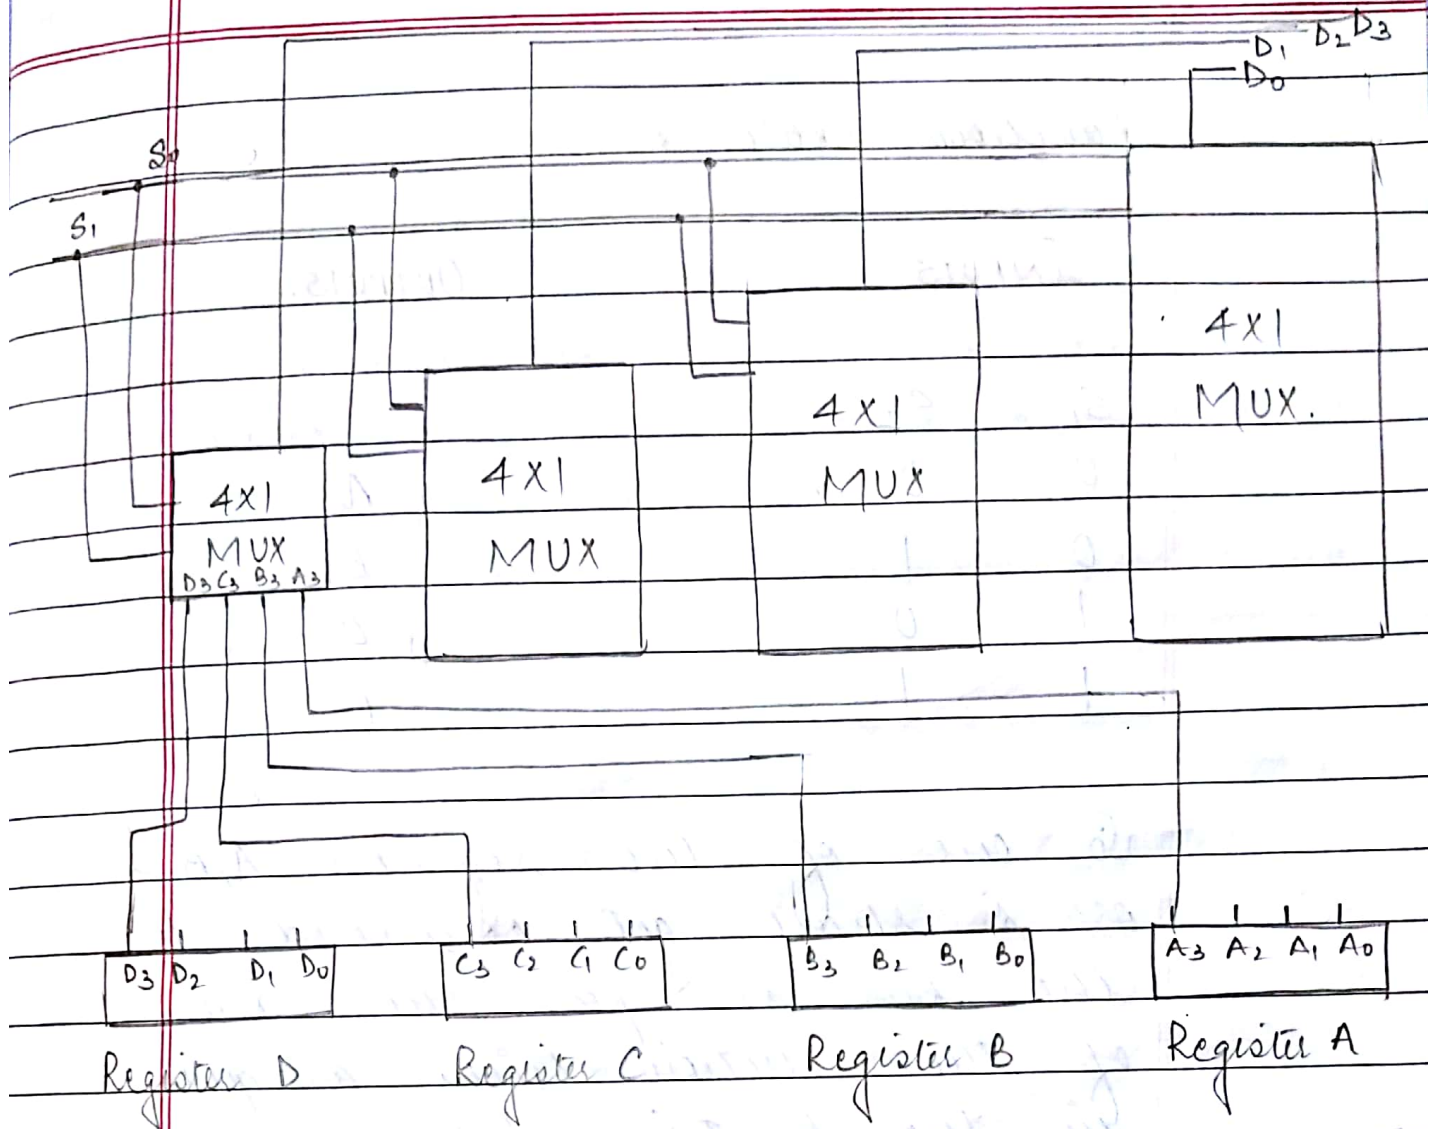 D₁ D₂ D₃
D₀
S₀
S₁
4X1
MUX.
4X1
MUX
4X1
MUX
4X1
MUX
D₃ C₃ B₃ A₃
D₃ D₂ D₁ D₀
C₃ C₂ C₁ C₀
B₃ B₂ B₁ B₀
A₃ A₂ A₁ A₀
Register D
Register C
Register B
Register A